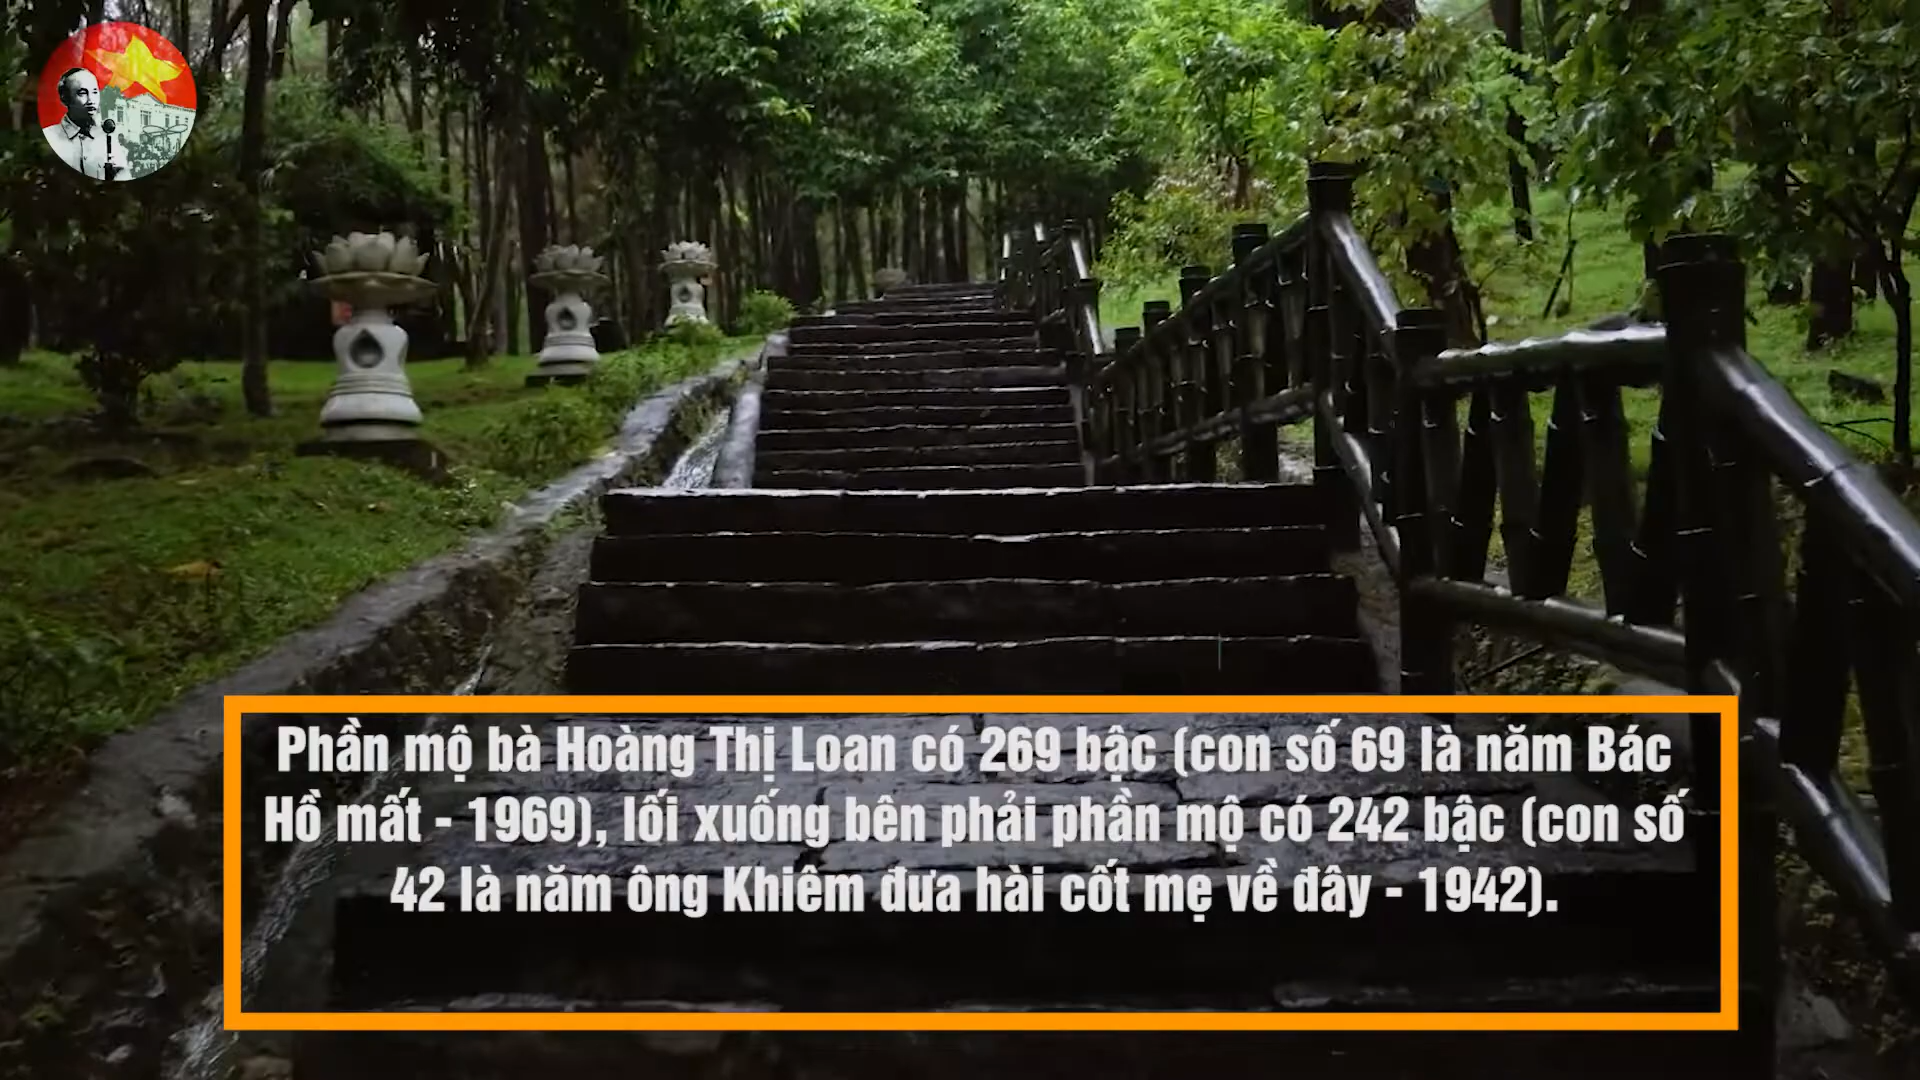 Phần mộ bà Hoàng Thị Loan có 269 bậc (con số 69 là năm Bác
Hồ mất - 1969), lối xuống bên phải phần mộ có 242 bậc (con số
42 là năm ông Khiêm đưa hài cốt mẹ về đây - 1942).